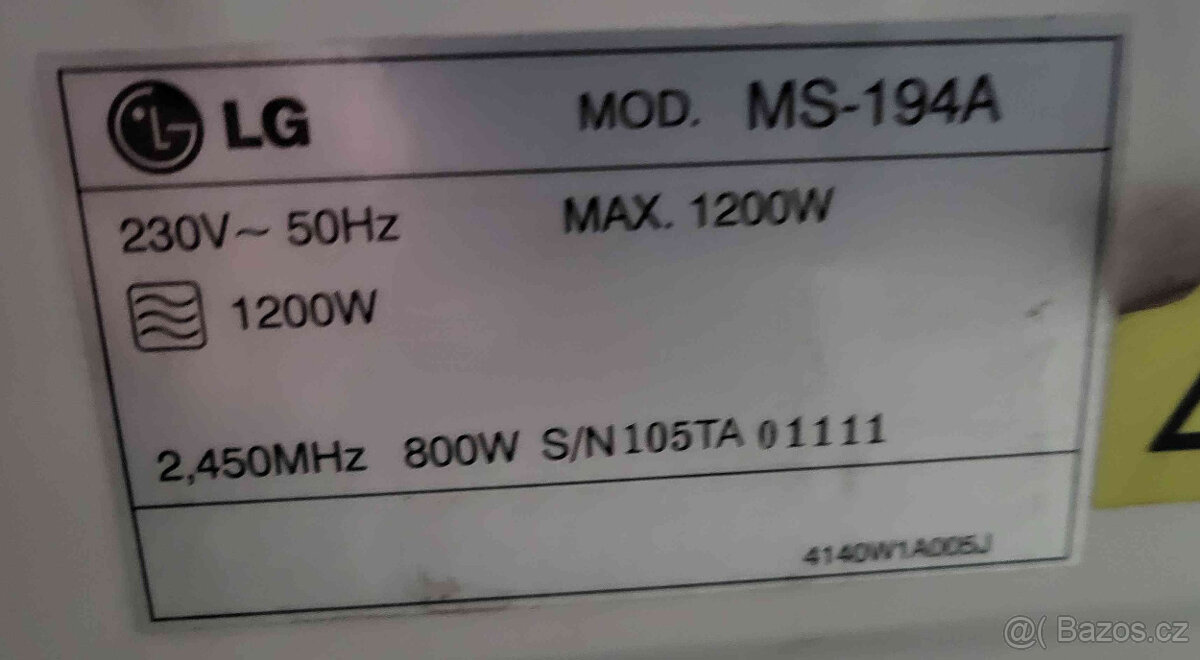 LG MOD. MS-194A
230V~ 50Hz MAX. 1200W
1200W
2,450MHz 800W S/N 105TA 01111
4140W1A005J
@( Bazos.cz